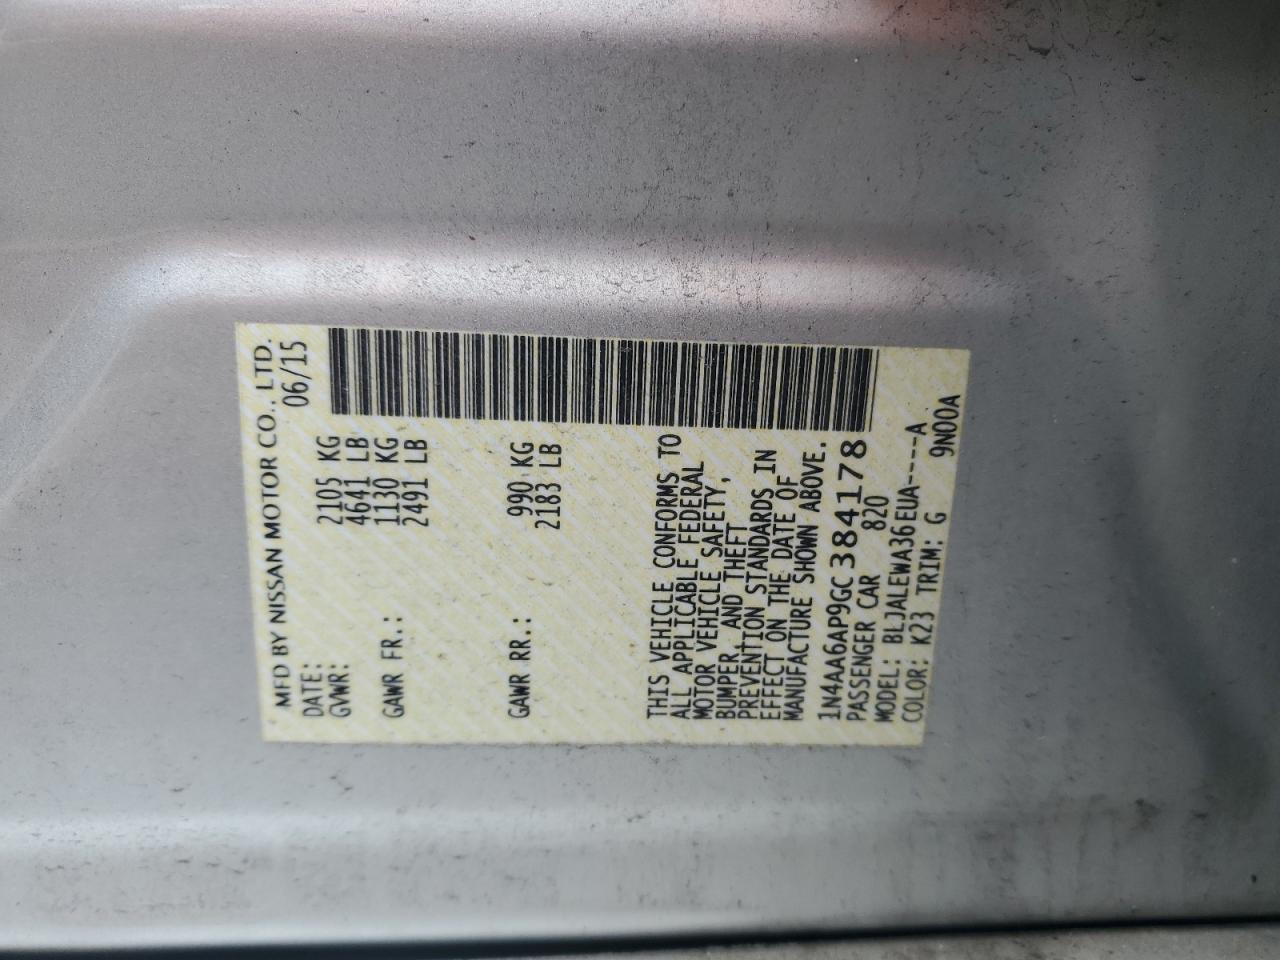 MFD BY NISSAN MOTOR CO., LTD.
DATE: 06/15
GVWR: 2105 KG
4641 LB
GAWR FR.: 1130 KG
2491 LB
GAWR RR.: 990 KG
2183 LB
THIS VEHICLE CONFORMS TO
ALL APPLICABLE FEDERAL
MOTOR VEHICLE SAFETY,
BUMPER, AND THEFT
PREVENTION STANDARDS IN
EFFECT ON THE DATE OF
MANUFACTURE SHOWN ABOVE.
1N4AA6AP9GC384178
PASSENGER CAR 820
MODEL: BLJALEWA36EUA----A
COLOR: K23 TRIM: G 9N00A